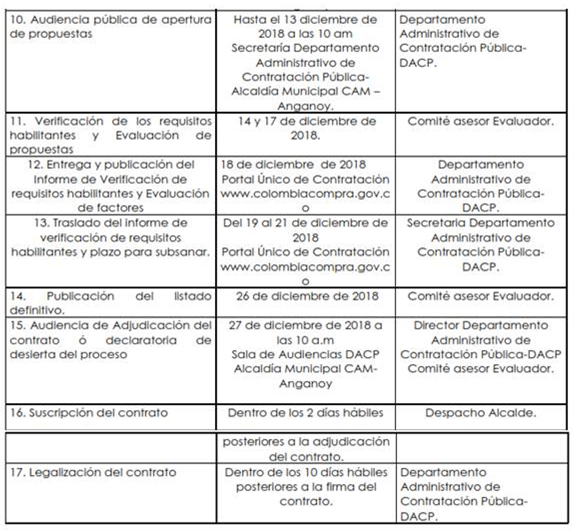 10. Audiencia pública de apertura
de propuestas
Hasta el 13 diciembre de
2018 a las 10 am
Secretaría Departamento
Administrativo de
Contratación Pública-
Alcaldía Municipal CAM –
Anganoy.
Departamento
Administrativo de
Contratación Pública-
DACP.
11. Verificación de los requisitos
habilitantes y Evaluación de
propuestas
14 y 17 de diciembre de
2018.
Comité asesor Evaluador.
12. Entrega y publicación del
Informe de Verificación de
requisitos habilitantes y Evaluación
de factores
18 de diciembre de 2018
Portal Único de Contratación
www.colombiacompra.gov.c
o
Departamento
Administrativo de
Contratación Pública-
DACP.
13. Traslado del informe de
verificación de requisitos
habilitantes y plazo para subsanar.
Del 19 al 21 de diciembre de
2018
Portal Único de Contratación
www.colombiacompra.gov.c
o
Secretaria Departamento
Administrativo de
Contratación Pública-
DACP.
14. Publicación del listado
definitivo.
26 de diciembre de 2018
Comité asesor Evaluador.
15. Audiencia de Adjudicación del
contrato ó declaratoria de
desierta del proceso
27 de diciembre de 2018 a
las 10 a.m
Sala de Audiencias DACP
Alcaldía Municipal CAM-
Anganoy
Director Departamento
Administrativo de
Contratación Pública-DACP
Comité asesor Evaluador.
16. Suscripción del contrato
Dentro de los 2 días hábiles
Despacho Alcalde.
posteriores a la adjudicación
del contrato.
17. Legalización del contrato
Dentro de los 10 días hábiles
posteriores a la firma del
contrato.
Departamento
Administrativo de
Contratación Pública-
DACP.